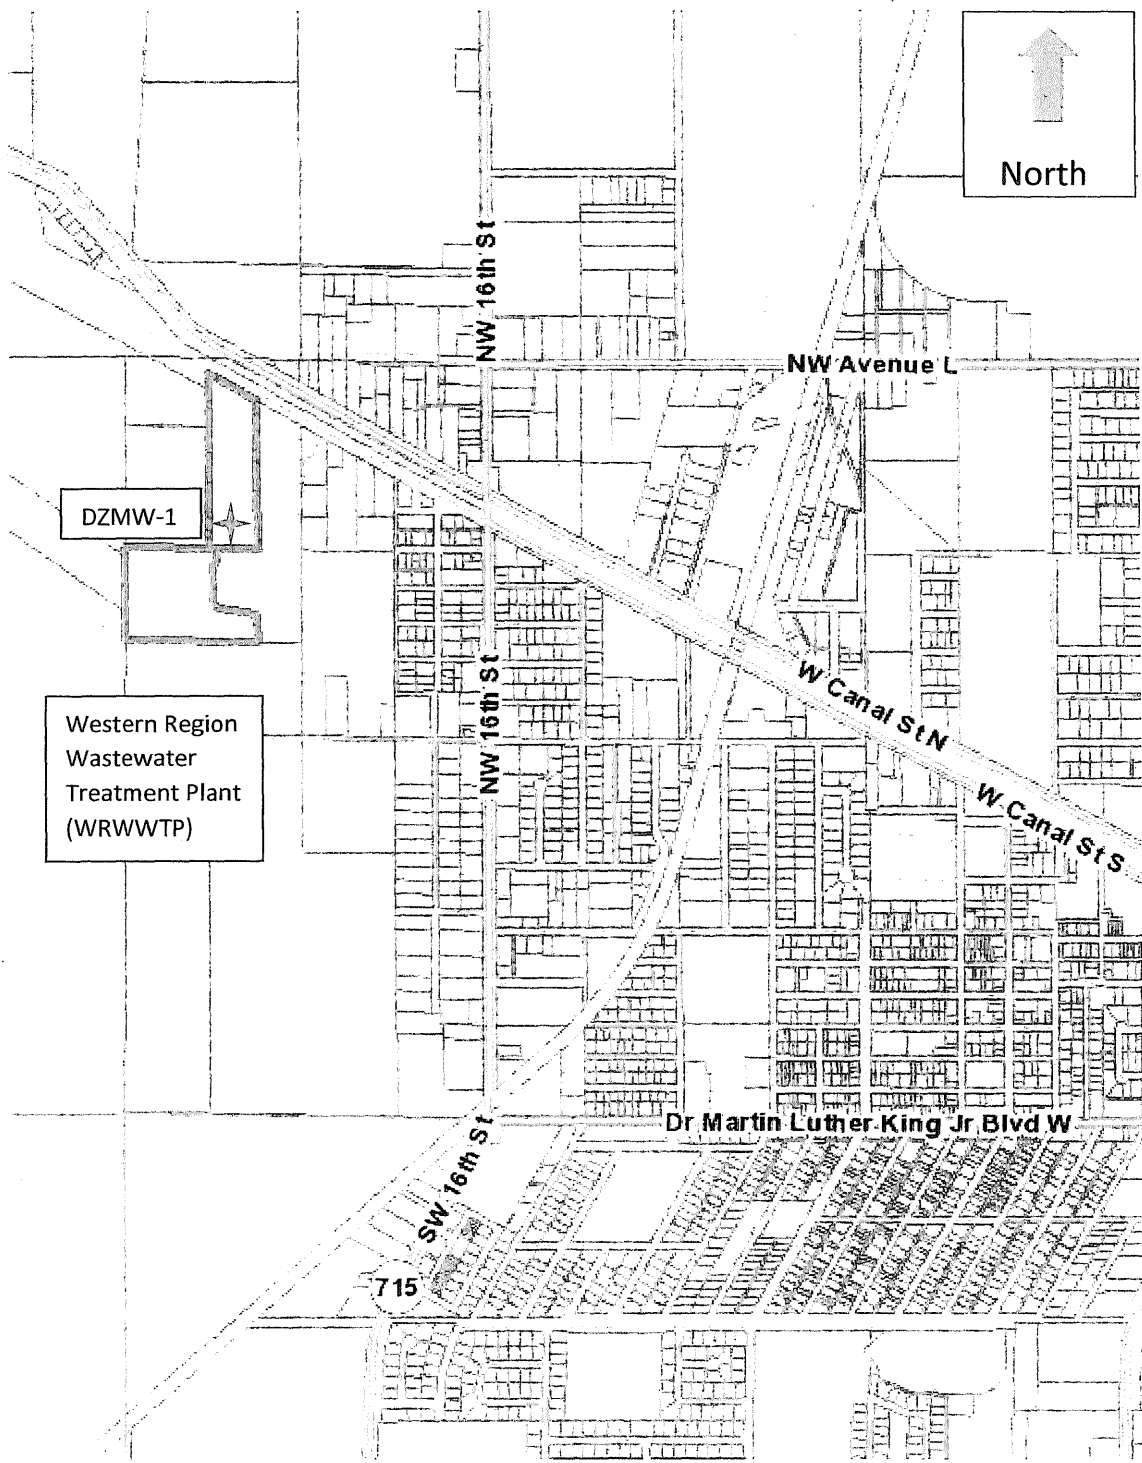 North
NW 16th St
NW Avenue L
DZMW-1
NW 16th St
W Canal St N
Western Region
Wastewater
Treatment Plant
(WRWWTP)
W Canal St S
Dr Martin Luther King Jr Blvd W
SW 16th St
715